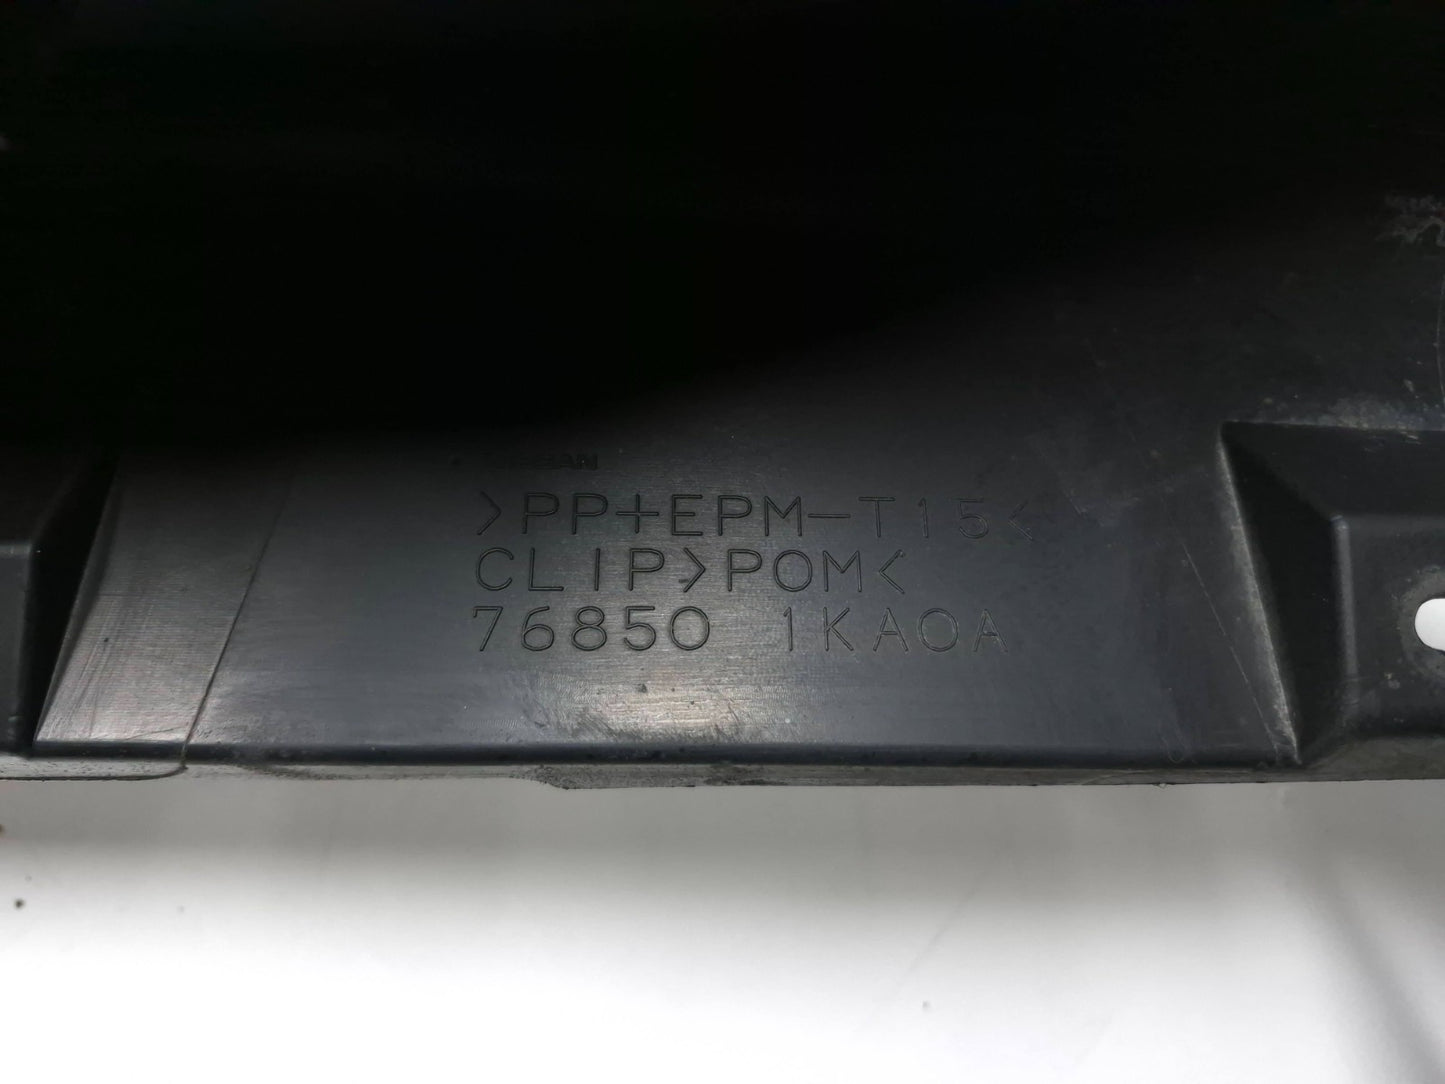 >PP+EPM-T15<
CLIP>POM<
76850 1KA0A